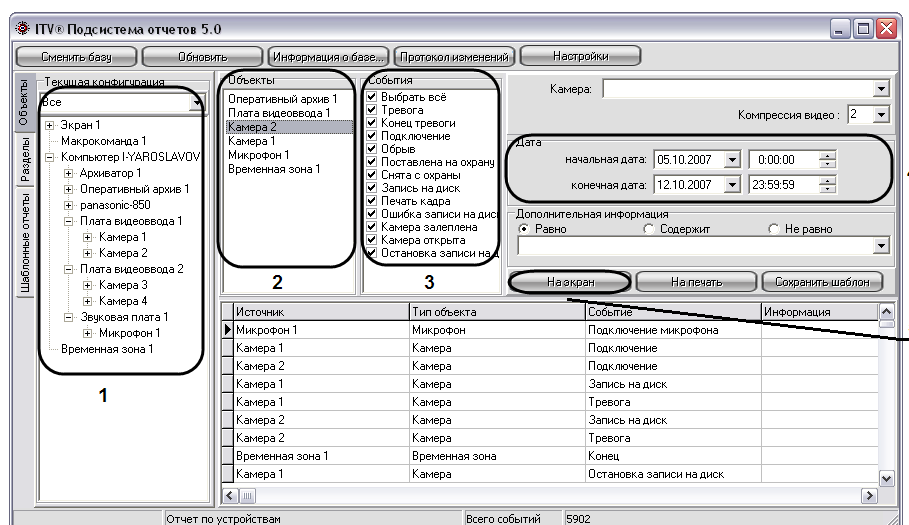 ITV® Подсистема отчетов 5.0
Сменить базу
Обновить
Информация о базе...
Протокол изменений
Настройки
Объекты
Разделы
Шаблонные отчеты
Текущая конфигурация
Все
Экран 1
Макрокоманда 1
Компьютер I-YAROSLAVOV
Архиватор 1
Оперативный архив 1
panasonic-850
Плата видеоввода 1
Камера 1
Камера 2
Плата видеоввода 2
Камера 3
Камера 4
Звуковая плата 1
Микрофон 1
Временная зона 1
1
Объекты
Оперативный архив 1
Плата видеоввода 1
Камера 2
Камера 1
Микрофон 1
Временная зона 1
2
События
Выбрать всё
Тревога
Конец тревоги
Подключение
Обрыв
Поставлена на охрану
Снята с охраны
Запись на диск
Печать кадра
Ошибка записи на дис
Камера залеплена
Камера открыта
Остановка записи на д
3
Камера:
Компрессия видео : 2
Дата
начальная дата: 05.10.2007 0:00:00
конечная дата: 12.10.2007 23:59:59
Дополнительная информация
Равно Содержит Не равно
На экран
На печать
Сохранить шаблон
Источник Тип объекта Событие Информация
Микрофон 1 Микрофон Подключение микрофона
Камера 1 Камера Подключение
Камера 2 Камера Подключение
Камера 1 Камера Запись на диск
Камера 1 Камера Тревога
Камера 2 Камера Запись на диск
Камера 2 Камера Тревога
Временная зона 1 Временная зона Конец
Камера 1 Камера Остановка записи на диск
Отчет по устройствам Всего событий 5902